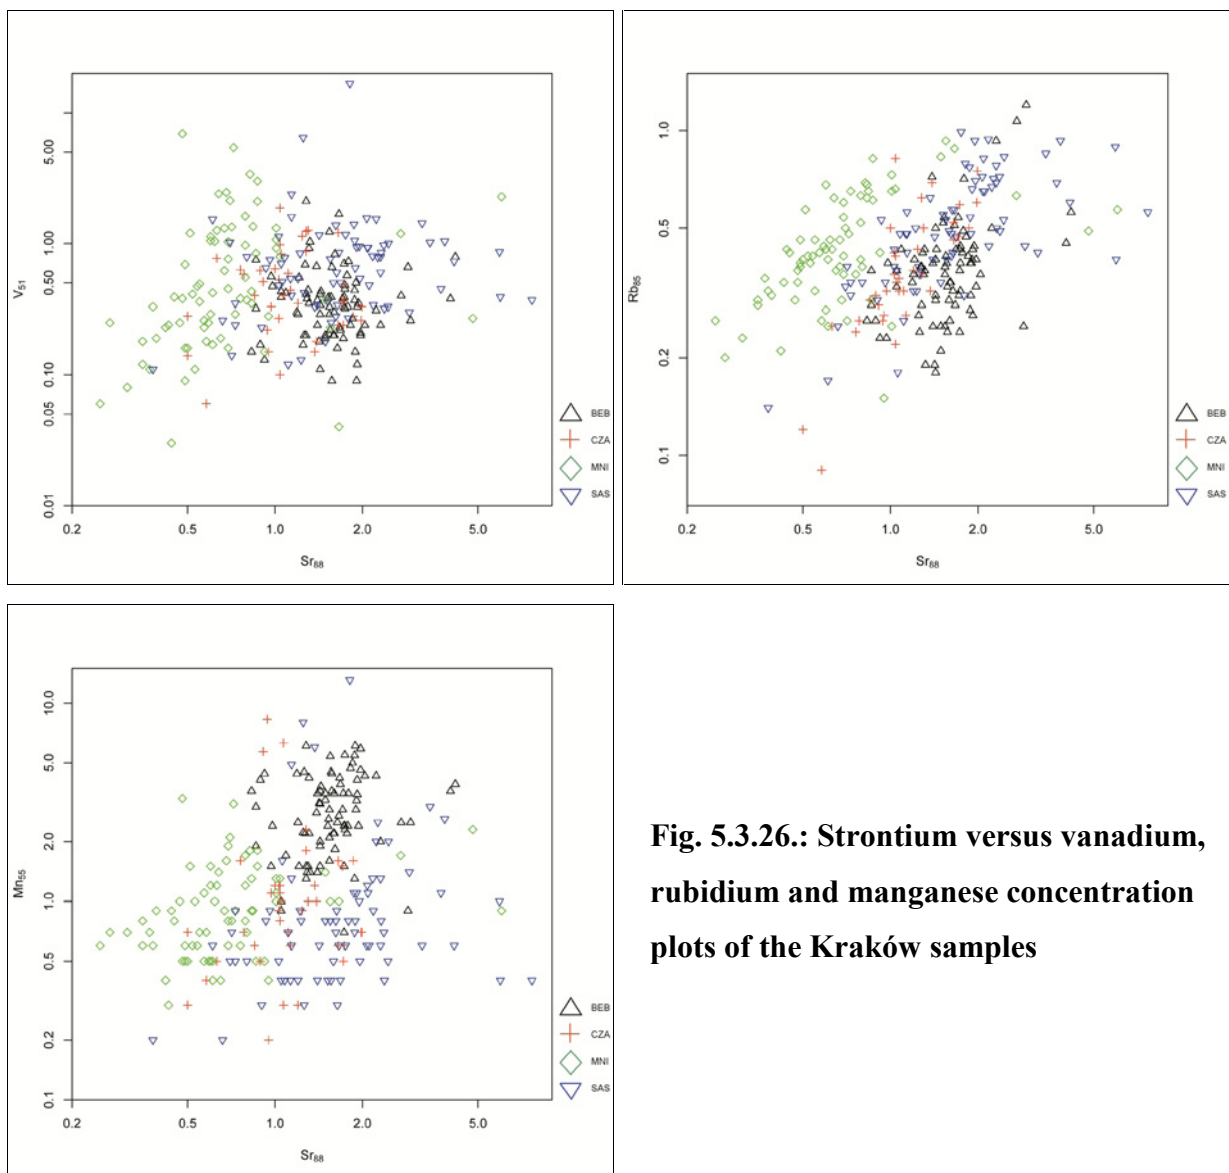 V51
5.00
1.00
0.50
0.10
0.05
0.01
0.2 0.5 1.0 2.0 5.0
Sr88
BEB
CZA
MNI
SAS
Rb85
1.0
0.5
0.2
0.1
0.2 0.5 1.0 2.0 5.0
Sr88
BEB
CZA
MNI
SAS
Mn55
10.0
5.0
2.0
1.0
0.5
0.2
0.1
0.2 0.5 1.0 2.0 5.0
Sr88
BEB
CZA
MNI
SAS
Fig. 5.3.26.: Strontium versus vanadium,
rubidium and manganese concentration
plots of the Kraków samples